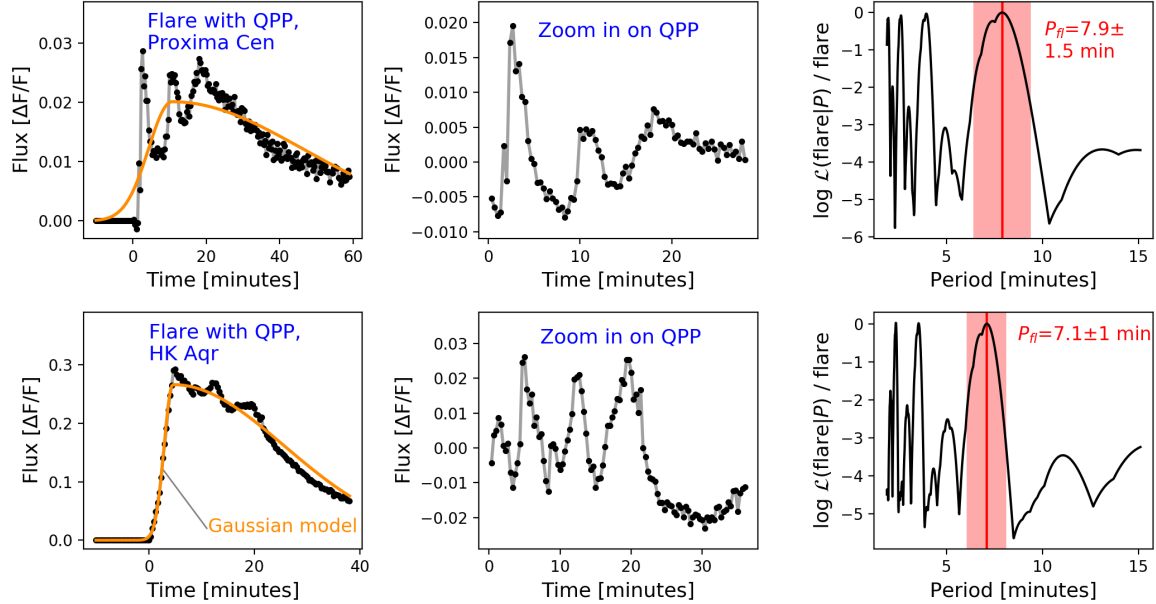 Flare with QPP,
Proxima Cen
Flux [ΔF/F]
0.03
0.02
0.01
0.00
0
20
40
60
Time [minutes]
Zoom in on QPP
Flux [ΔF/F]
0.020
0.015
0.010
0.005
0.000
−0.005
−0.010
0
10
20
Time [minutes]
P_fl=7.9±
1.5 min
log ℒ(flare|P) / flare
0
−1
−2
−3
−4
−5
−6
5
10
15
Period [minutes]
Flare with QPP,
HK Aqr
Flux [ΔF/F]
0.3
0.2
0.1
0.0
Gaussian model
0
20
40
Time [minutes]
Zoom in on QPP
Flux [ΔF/F]
0.03
0.02
0.01
0.00
−0.01
−0.02
0
10
20
30
Time [minutes]
P_fl=7.1±1 min
log ℒ(flare|P) / flare
0
−1
−2
−3
−4
−5
5
10
15
Period [minutes]